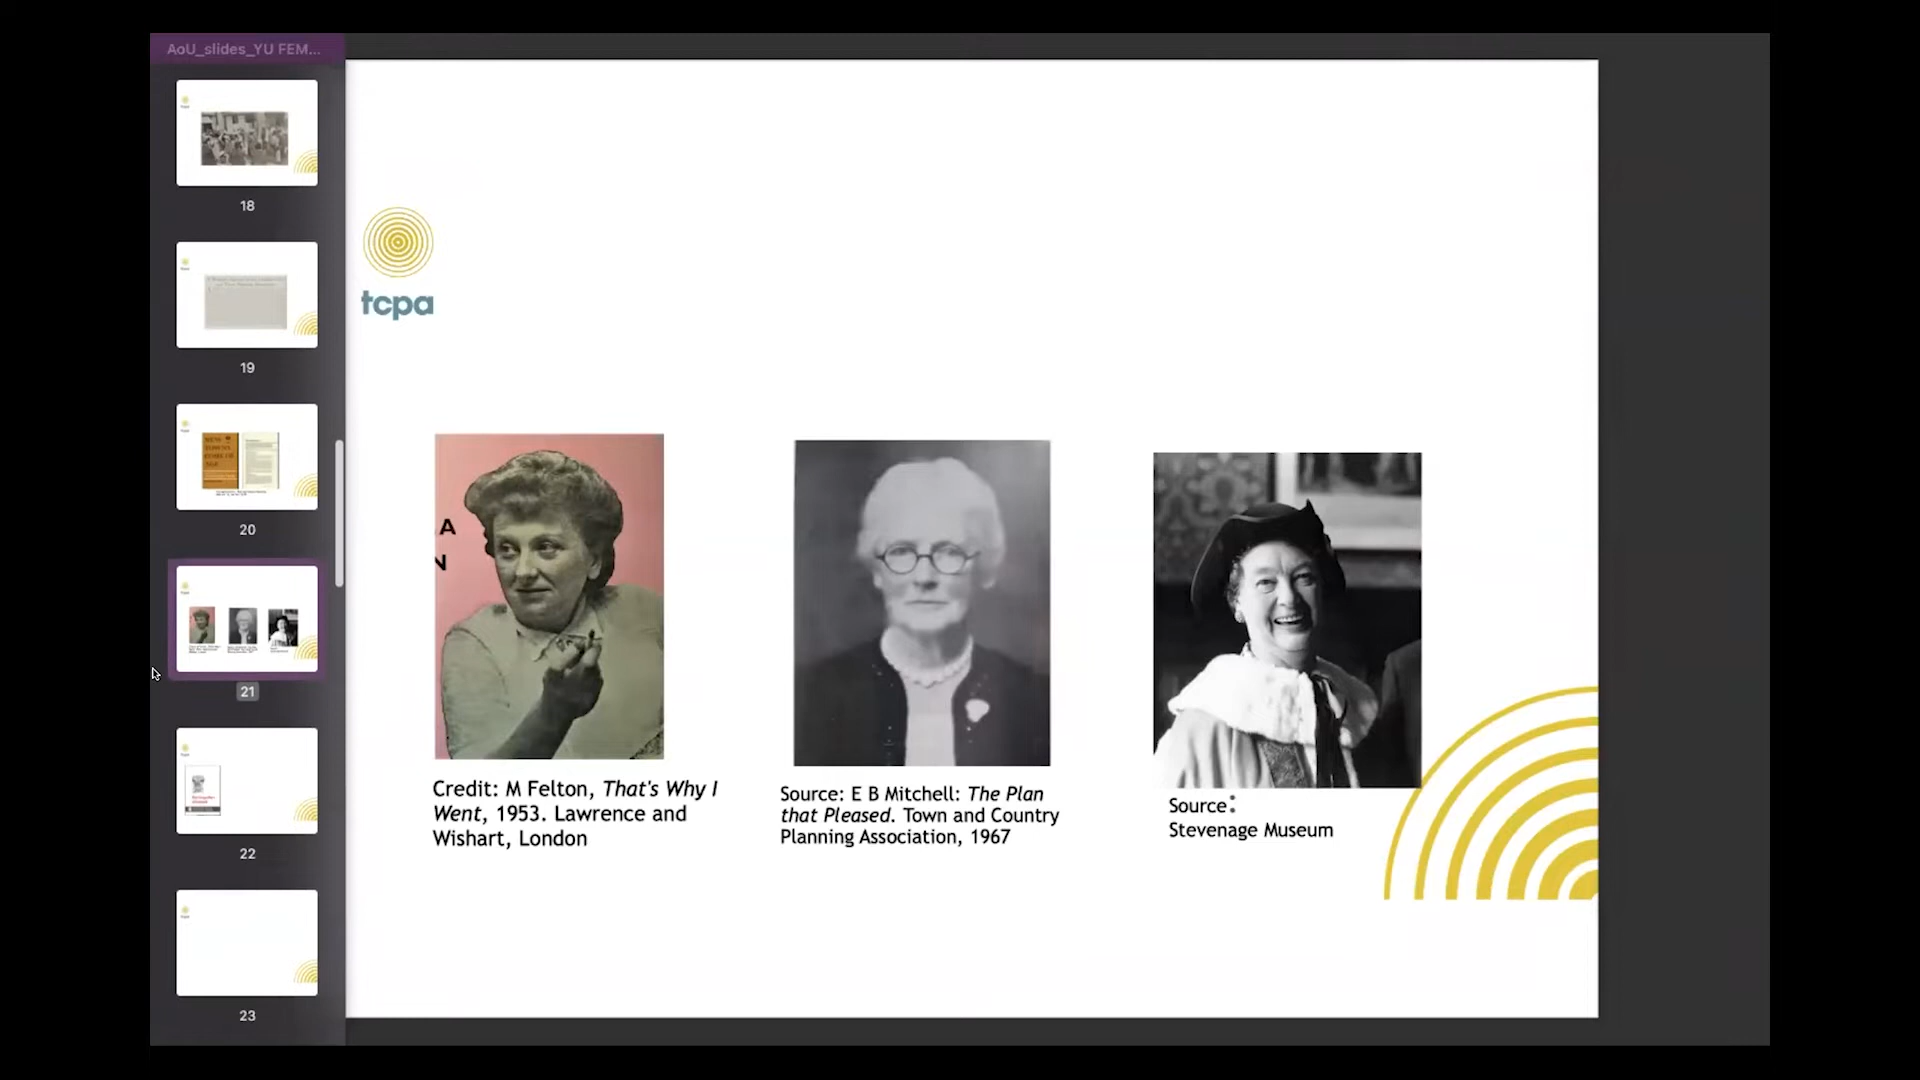 AoU_slides_YU FEM...
18
19
20
21
22
23
tcpa
A
N
Credit: M Felton, That's Why I
Went, 1953. Lawrence and
Wishart, London
Source: E B Mitchell: The Plan
that Pleased. Town and Country
Planning Association, 1967
Source:
Stevenage Museum